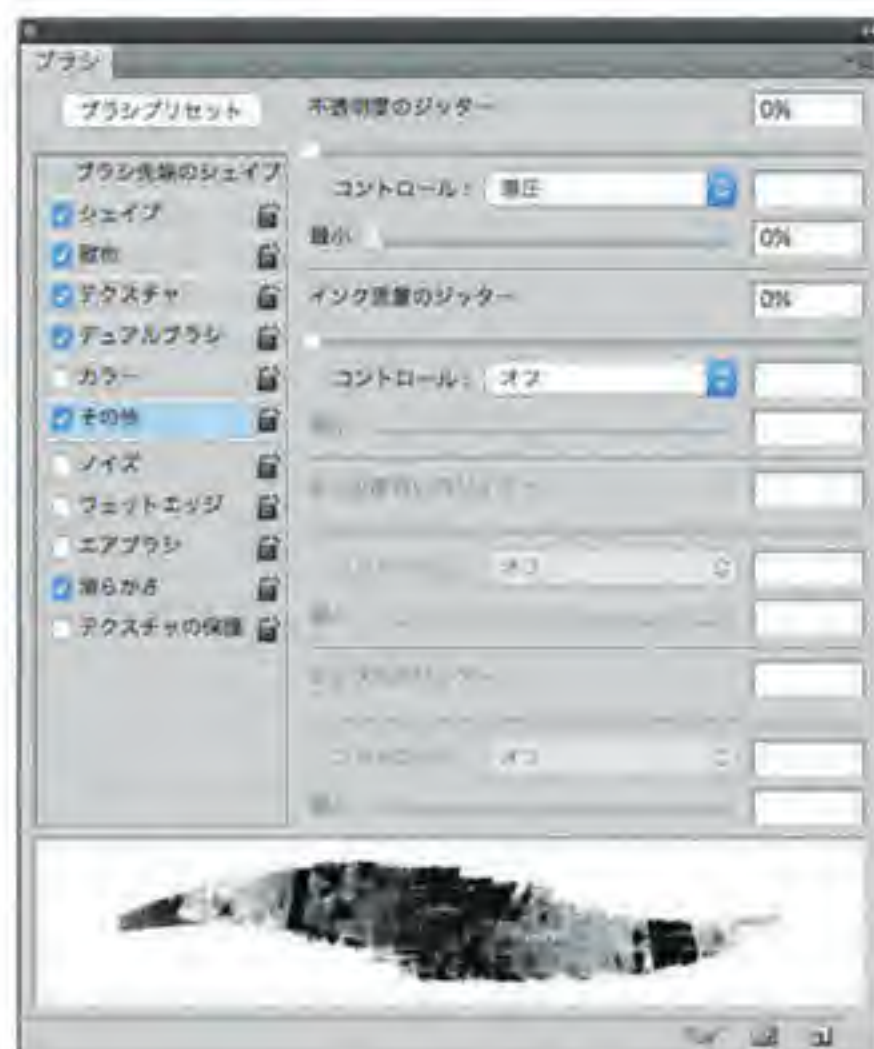 ブラシ
ブラシプリセット
不透明度のジッター 0%
ブラシ先端のシェイプ
コントロール： 筆圧
シェイプ
最小 0%
散布
テクスチャ
インク流量のジッター 0%
デュアルブラシ
カラー
コントロール： オフ
その他
ノイズ
ウェットエッジ
エアブラシ
オフ
滑らかさ
テクスチャの保護
オフ